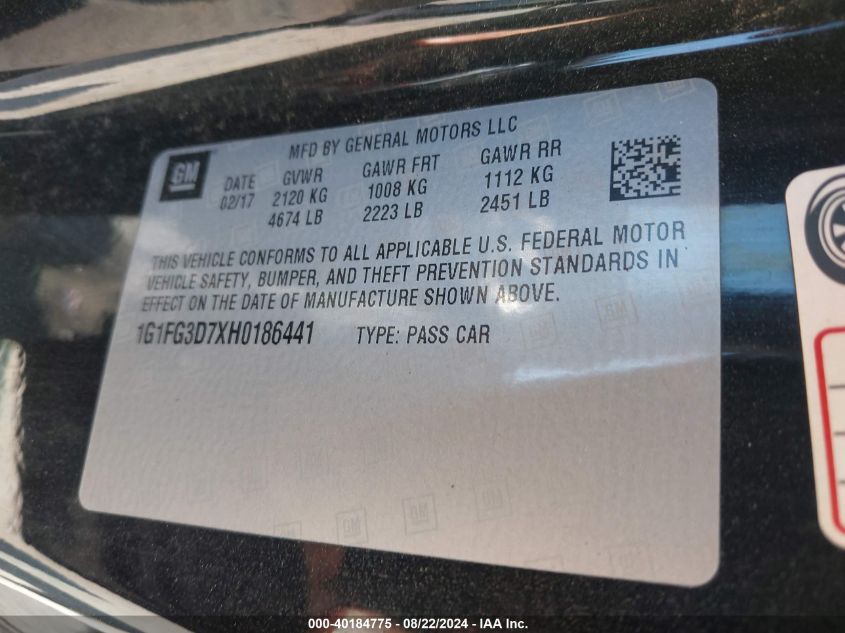 MFD BY GENERAL MOTORS LLC
GM
DATE GVWR GAWR FRT GAWR RR
02/17 2120 KG 1008 KG 1112 KG
4674 LB 2223 LB 2451 LB
THIS VEHICLE CONFORMS TO ALL APPLICABLE U.S. FEDERAL MOTOR
VEHICLE SAFETY, BUMPER, AND THEFT PREVENTION STANDARDS IN
EFFECT ON THE DATE OF MANUFACTURE SHOWN ABOVE.
1G1FG3D7XH0186441 TYPE: PASS CAR
000-40184775 - 08/22/2024 - IAA Inc.